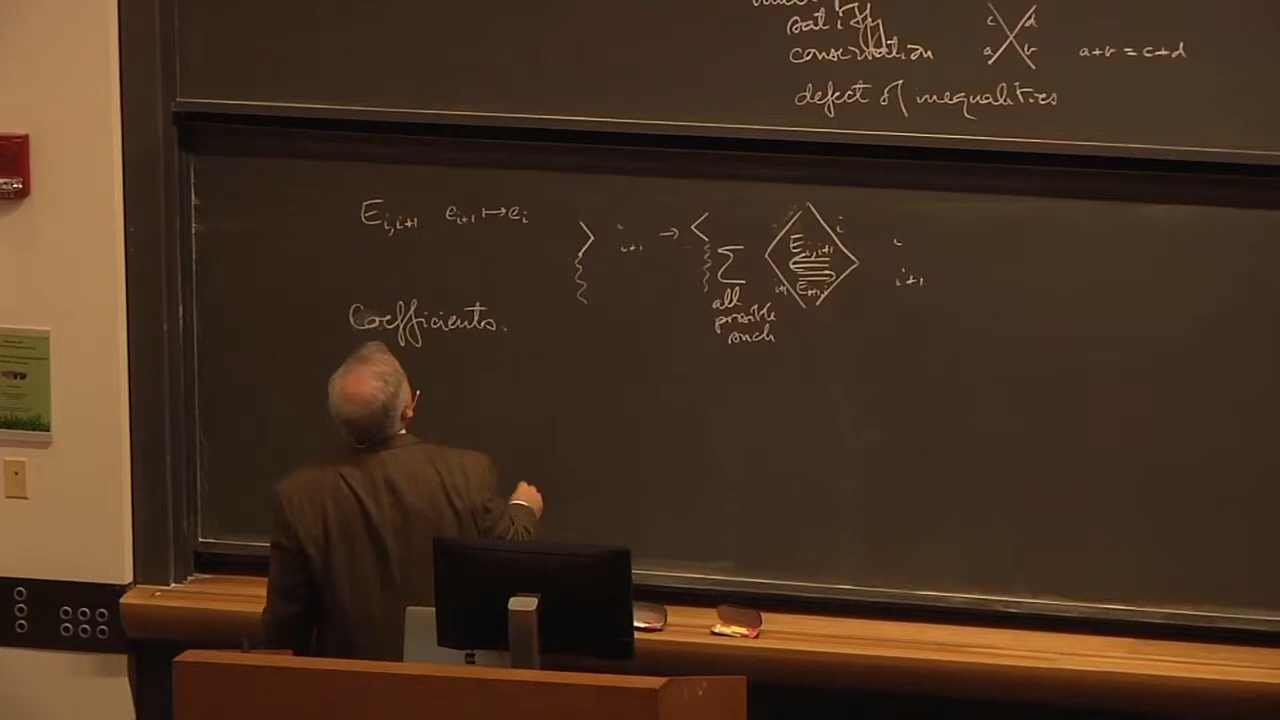 satisfy
conservation a b c d a+b = c+d
defect of inequalities
E_{i,i+1} e_{i+1} ↦ e_i
i
i+1 → ∑ E_{i,i+1} i
i+1 E_{i+1,i} i+1
all
possible
such
Coefficients.